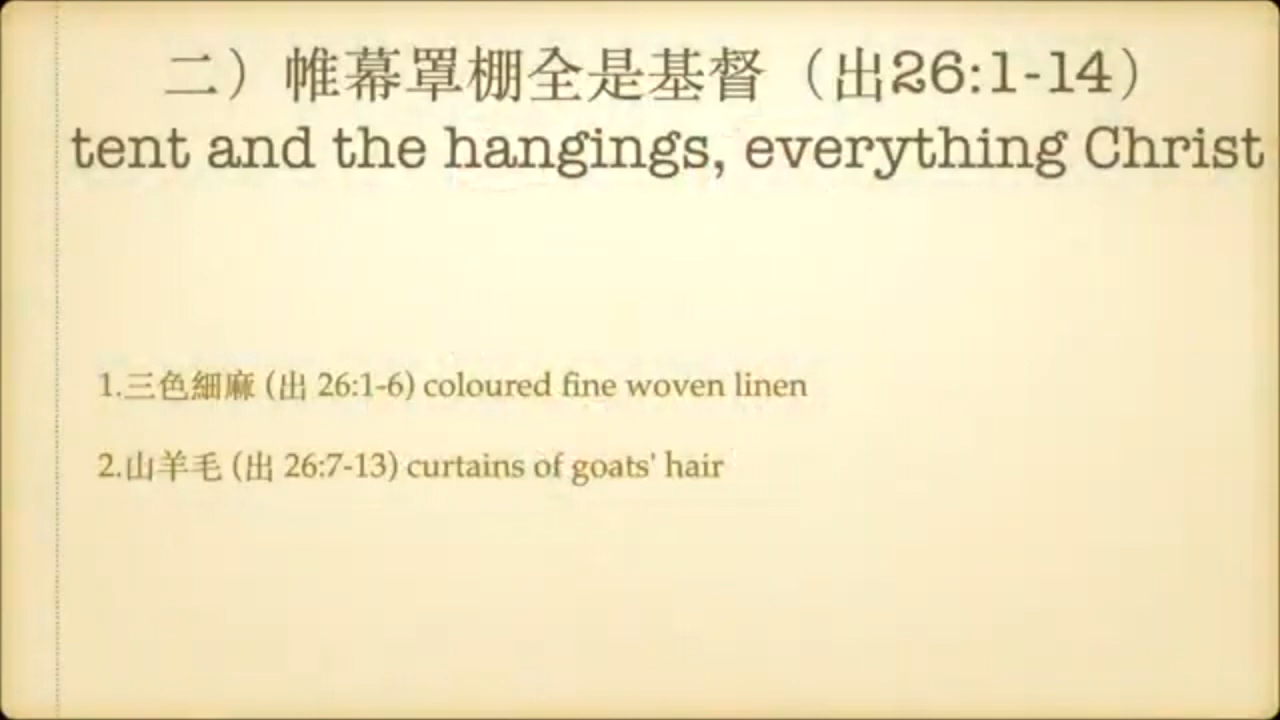 二）帷幕罩棚全是基督（出26:1-14）
tent and the hangings, everything Christ
1.三色細麻 (出 26:1-6) coloured fine woven linen
2.山羊毛 (出 26:7-13) curtains of goats' hair